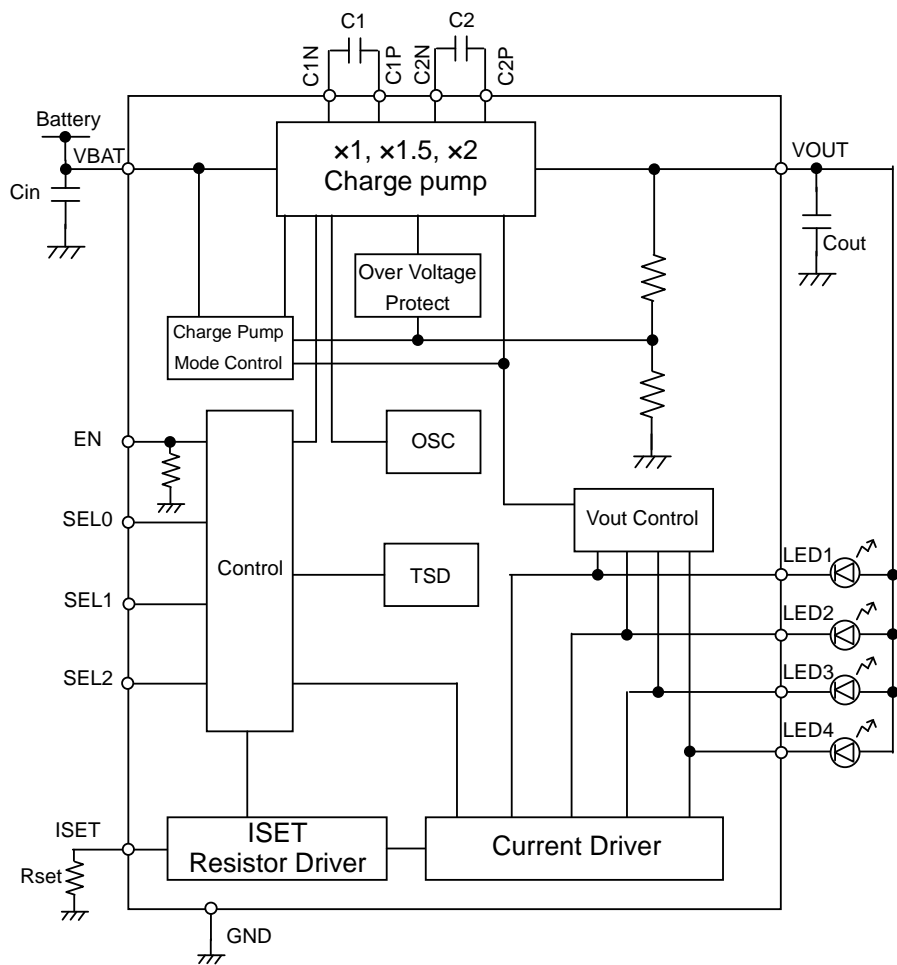 C1
C2
C1N
C1P
C2N
C2P
Battery
VBAT
Cin
×1, ×1.5, ×2
Charge pump
VOUT
Cout
Over Voltage
Protect
Charge Pump
Mode Control
EN
OSC
SEL0
Vout Control
Control
TSD
LED1
SEL1
LED2
SEL2
LED3
LED4
ISET
ISET
Resistor Driver
Current Driver
Rset
GND